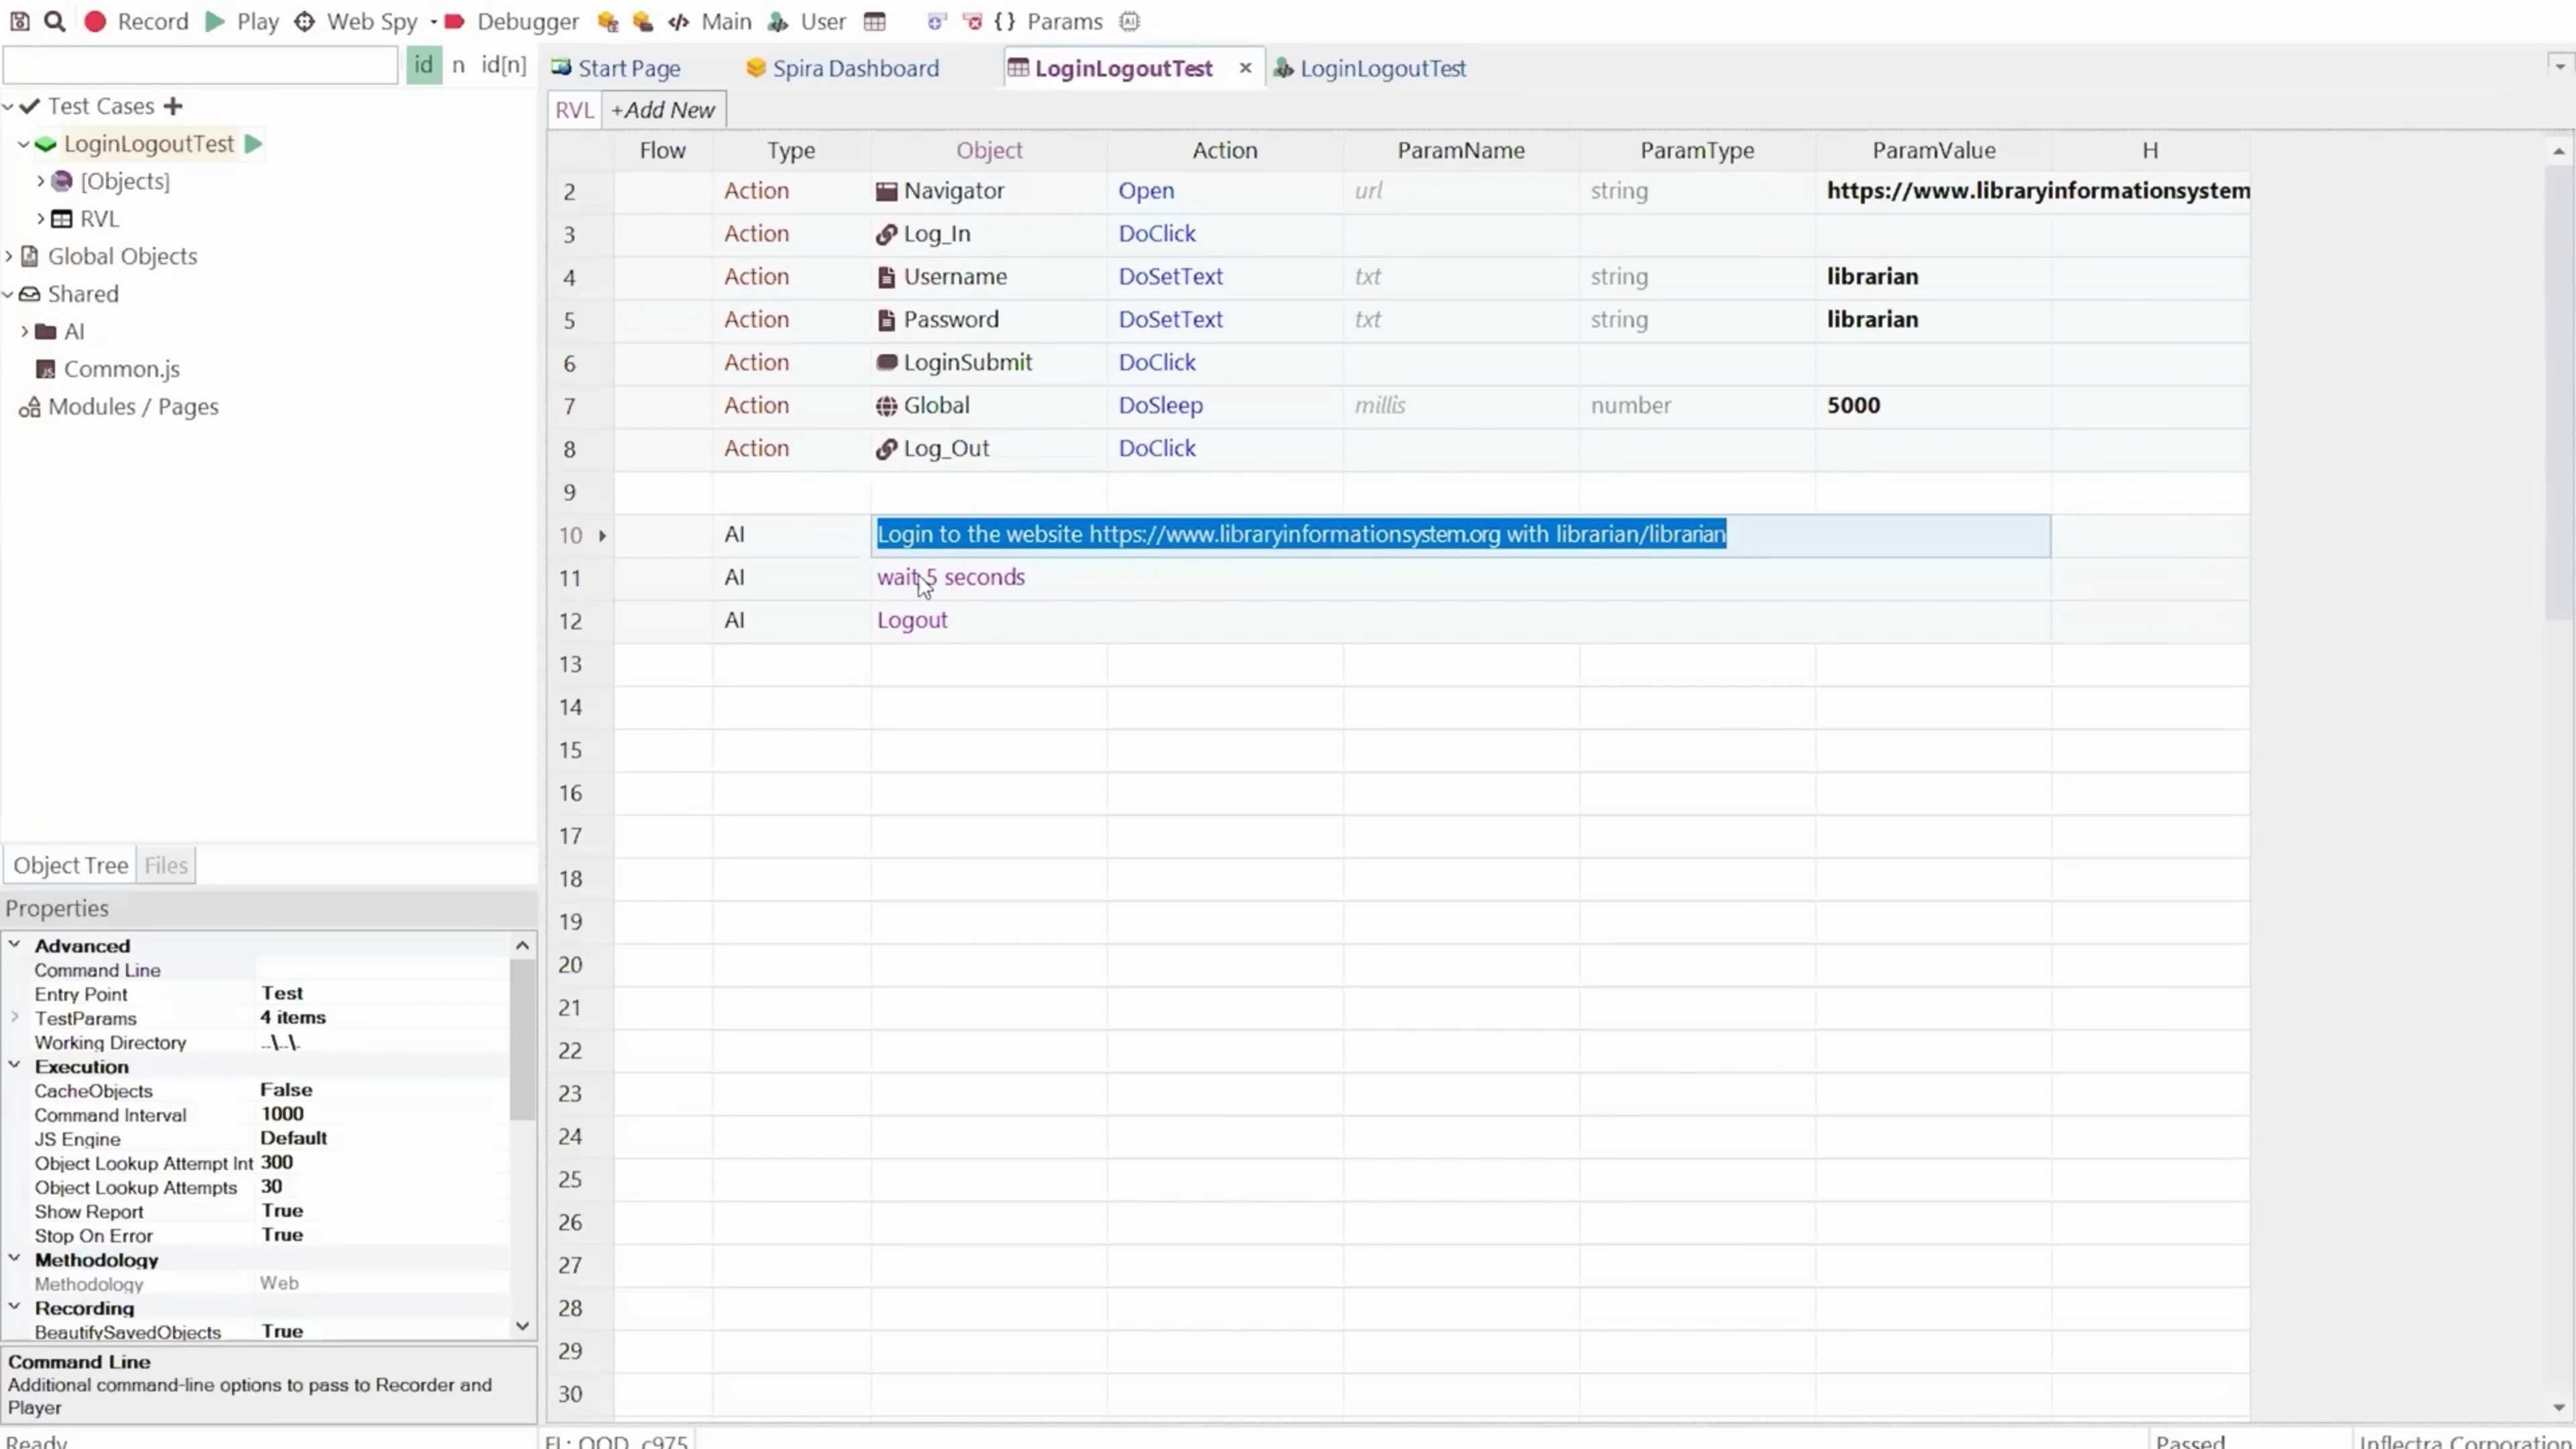 Record Play Web Spy Debugger Main User Params
id n id[n] Start Page Spira Dashboard LoginLogoutTest × LoginLogoutTest
Test Cases
LoginLogoutTest
[Objects]
RVL
Global Objects
Shared
AI
Common.js
Modules / Pages
Object Tree Files
Properties
Advanced
Command Line
Entry Point Test
TestParams 4 items
Working Directory ..\..\.
Execution
CacheObjects False
Command Interval 1000
JS Engine Default
Object Lookup Attempt Int 300
Object Lookup Attempts 30
Show Report True
Stop On Error True
Methodology
Methodology Web
Recording
BeautifySavedObjects True
Command Line
Additional command-line options to pass to Recorder and
Player
RVL +Add New
Flow Type Object Action ParamName ParamType ParamValue H
2 Action Navigator Open url string https://www.libraryinformationsystem
3 Action Log_In DoClick
4 Action Username DoSetText txt string librarian
5 Action Password DoSetText txt string librarian
6 Action LoginSubmit DoClick
7 Action Global DoSleep millis number 5000
8 Action Log_Out DoClick
9
10 AI Login to the website https://www.libraryinformationsystem.org with librarian/librarian
11 AI wait 5 seconds
12 AI Logout
13
14
15
16
17
18
19
20
21
22
23
24
25
26
27
28
29
30
Ready Passed Inflectra Corporation